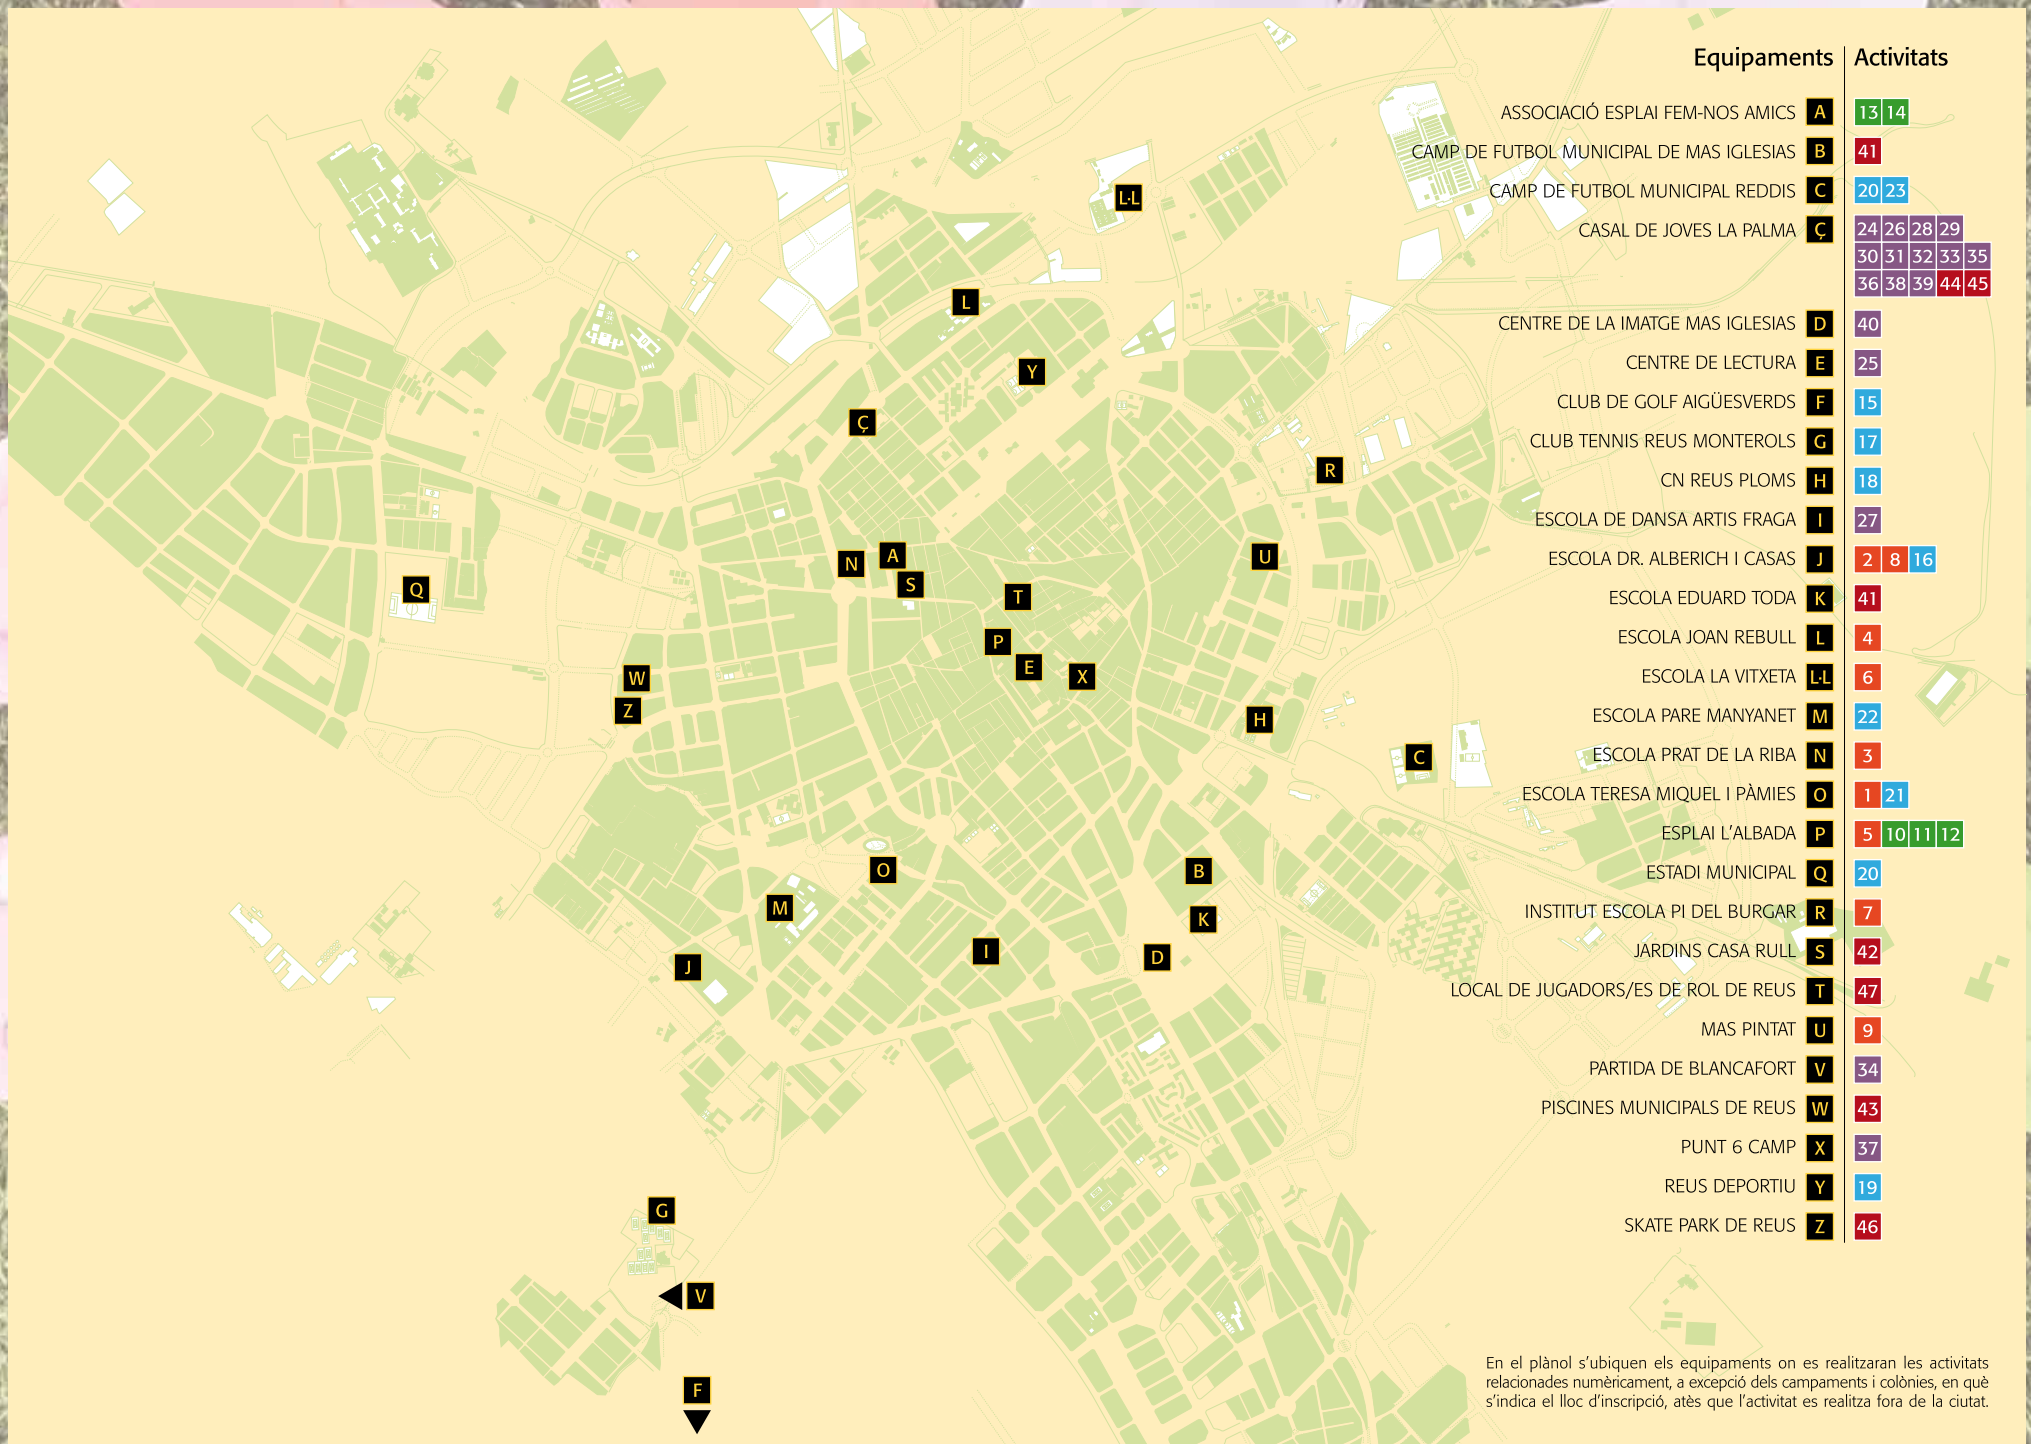 Equipaments Activitats
ASSOCIACIÓ ESPLAI FEM-NOS AMICS A 13 14
CAMP DE FUTBOL MUNICIPAL DE MAS IGLESIAS B 41
CAMP DE FUTBOL MUNICIPAL REDDIS C 20 23
CASAL DE JOVES LA PALMA Ç 24 26 28 29
30 31 32 33 35
36 38 39 44 45
CENTRE DE LA IMATGE MAS IGLESIAS D 40
CENTRE DE LECTURA E 25
CLUB DE GOLF AIGÜESVERDS F 15
CLUB TENNIS REUS MONTEROLS G 17
CN REUS PLOMS H 18
ESCOLA DE DANSA ARTIS FRAGA I 27
ESCOLA DR. ALBERICH I CASAS J 2 8 16
ESCOLA EDUARD TODA K 41
ESCOLA JOAN REBULL L 4
ESCOLA LA VITXETA L·L 6
ESCOLA PARE MANYANET M 22
ESCOLA PRAT DE LA RIBA N 3
ESCOLA TERESA MIQUEL I PÀMIES O 1 21
ESPLAI L'ALBADA P 5 10 11 12
ESTADI MUNICIPAL Q 20
INSTITUT ESCOLA PI DEL BURGAR R 7
JARDINS CASA RULL S 42
LOCAL DE JUGADORS/ES DE ROL DE REUS T 47
MAS PINTAT U 9
PARTIDA DE BLANCAFORT V 34
PISCINES MUNICIPALS DE REUS W 43
PUNT 6 CAMP X 37
REUS DEPORTIU Y 19
SKATE PARK DE REUS Z 46
L·L
L
Y
Ç
R
N A U
S
Q
T
P
E
X
W
Z
H
C
O B
M
K
I
D
J
G
V
F
En el plànol s'ubiquen els equipaments on es realitzaran les activitats
relacionades numèricament, a excepció dels campaments i colònies, en què
s'indica el lloc d'inscripció, atès que l'activitat es realitza fora de la ciutat.